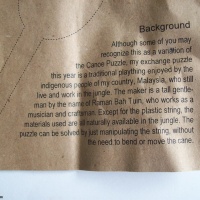 Background
Although some of you may
recognize this as a variation of
the Canoe Puzzle, my exchange puzzle
this year is a traditional plaything enjoyed by the
indigenous people of my country, Malaysia, who still
live and work in the jungle. The maker is a tall gentle-
man by the name of Raman Bah Tuin, who works as a
musician and craftsman. Except for the plastic string, the
materials used are all naturally available in the jungle. The
puzzle can be solved by just manipulating the string, without
the need to bend or move the cane.